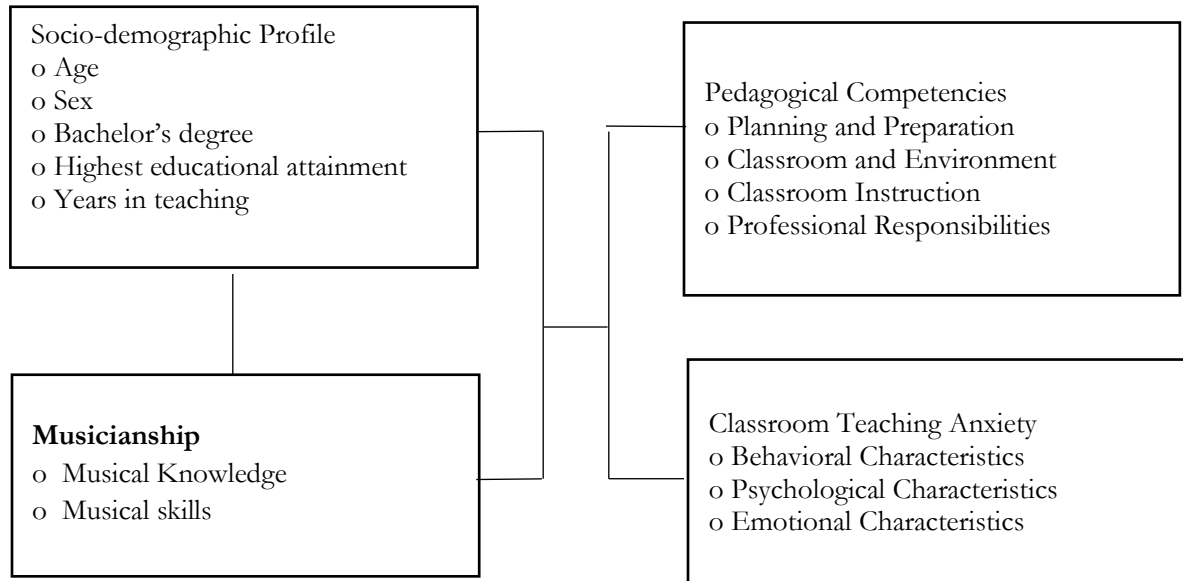 Socio-demographic Profile
o Age
o Sex
o Bachelor’s degree
o Highest educational attainment
o Years in teaching
Pedagogical Competencies
o Planning and Preparation
o Classroom and Environment
o Classroom Instruction
o Professional Responsibilities
Musicianship
o Musical Knowledge
o Musical skills
Classroom Teaching Anxiety
o Behavioral Characteristics
o Psychological Characteristics
o Emotional Characteristics